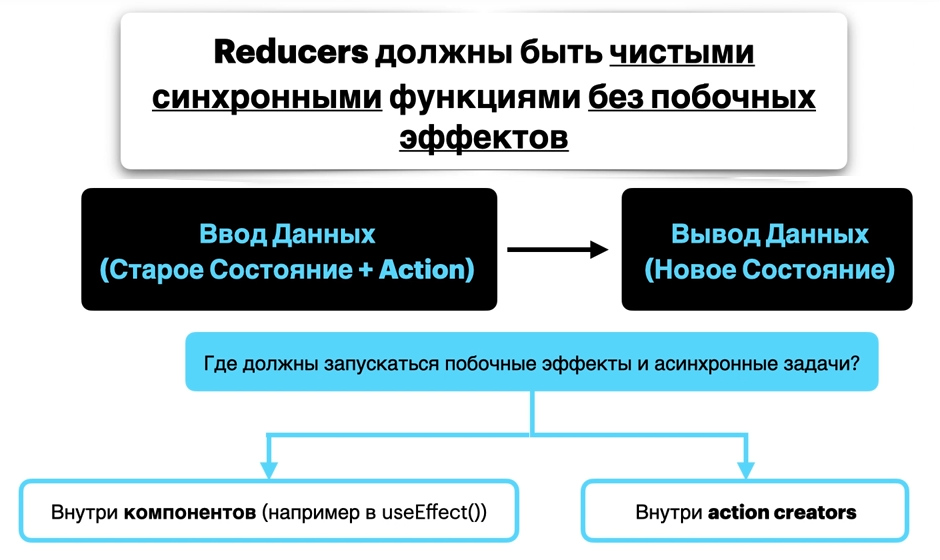 Reducers должны быть чистыми
синхронными функциями без побочных
эффектов
Ввод Данных
(Старое Состояние + Action)
Вывод Данных
(Новое Состояние)
Где должны запускаться побочные эффекты и асинхронные задачи?
Внутри компонентов (например в useEffect())
Внутри action creators